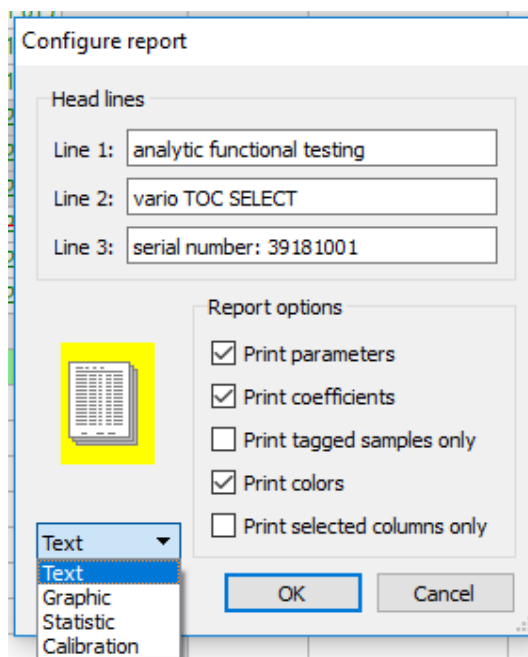 Configure report
Head lines
Line 1: analytic functional testing
Line 2: vario TOC SELECT
Line 3: serial number: 39181001
Report options
Print parameters
Print coefficients
Print tagged samples only
Print colors
Print selected columns only
Text
Text
Graphic
Statistic
Calibration
OK Cancel